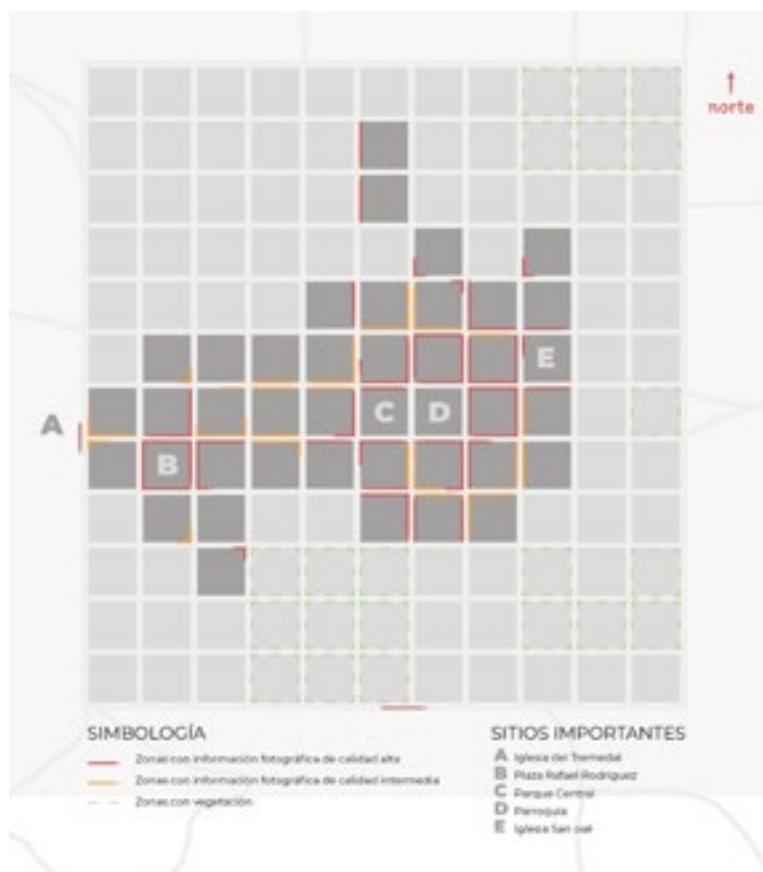 norte
E
A
C
D
B
SIMBOLOGÍA
Zonas con información fotográfica de calidad alta
Zonas con información fotográfica de calidad intermedia
Zonas con vegetación
SITIOS IMPORTANTES
A Iglesia del Tremedal
B Plaza Rafael Rodríguez
C Parque Central
D Parroquia
E Iglesia San José